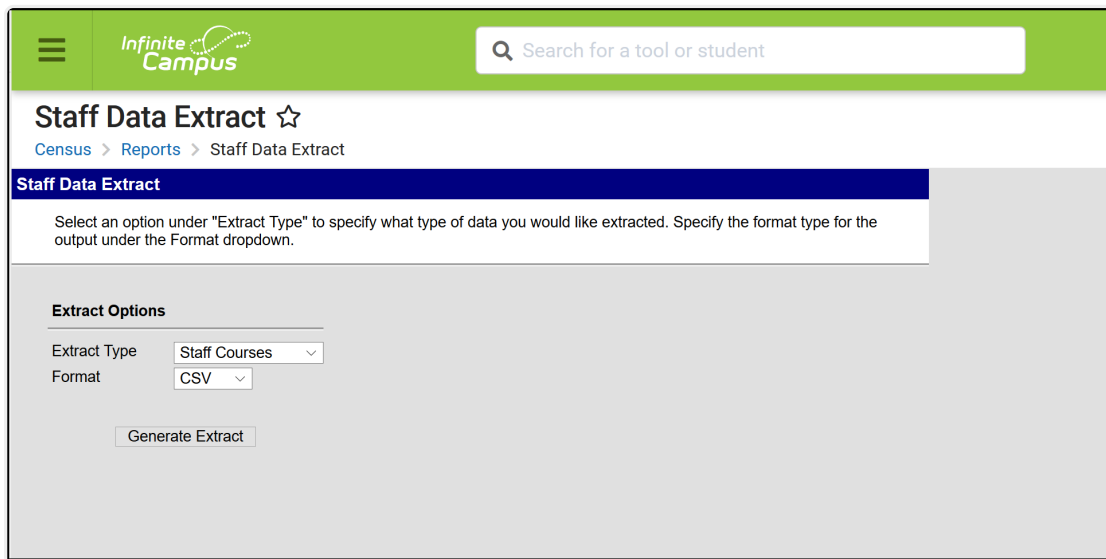 Infinite
Campus
Search for a tool or student
Staff Data Extract
Census > Reports > Staff Data Extract
Staff Data Extract
Select an option under "Extract Type" to specify what type of data you would like extracted. Specify the format type for the
output under the Format dropdown.
Extract Options
Extract Type Staff Courses
Format CSV
Generate Extract